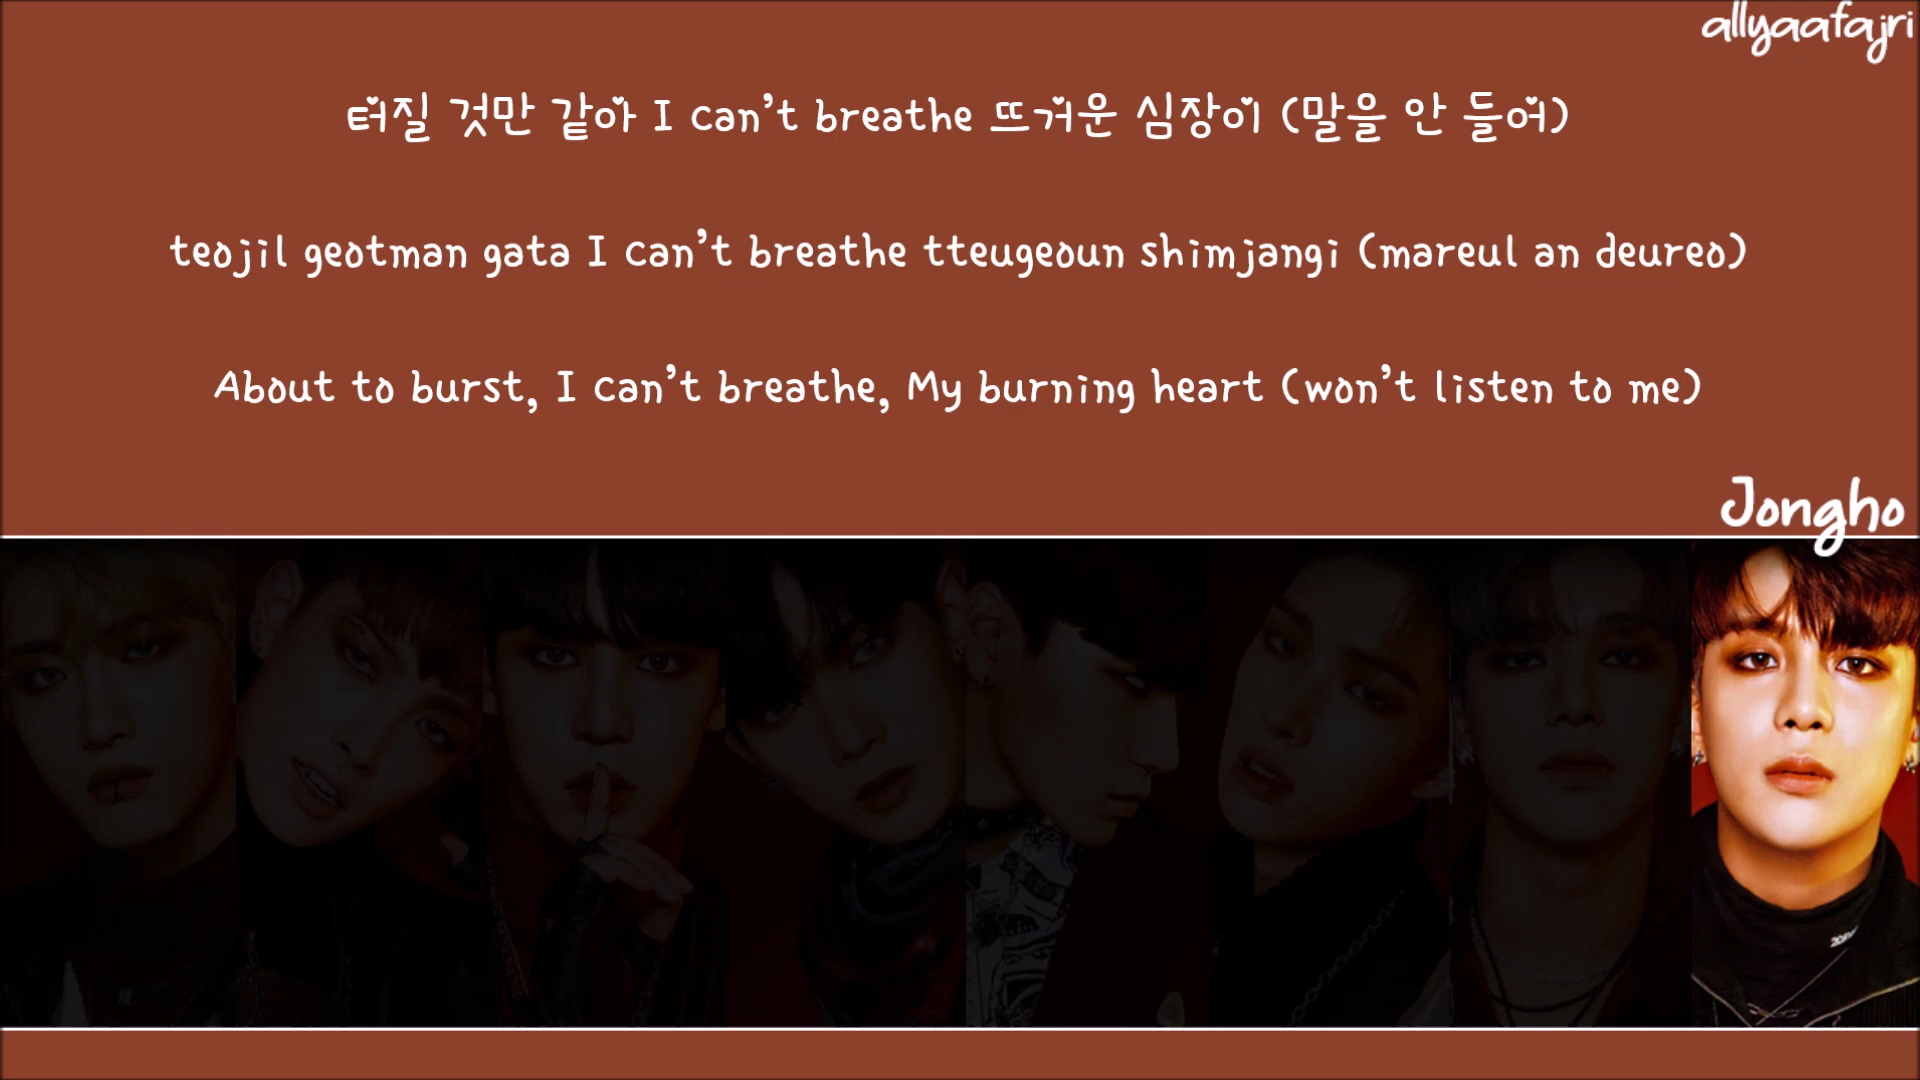 allyaafajri
터질 것만 같아 I can't breathe 뜨거운 심장이 (말을 안 들어)
teojil geotman gata I can't breathe tteugeoun shimjangi (mareul an deureo)
About to burst, I can't breathe, My burning heart (won't listen to me)
Jongho